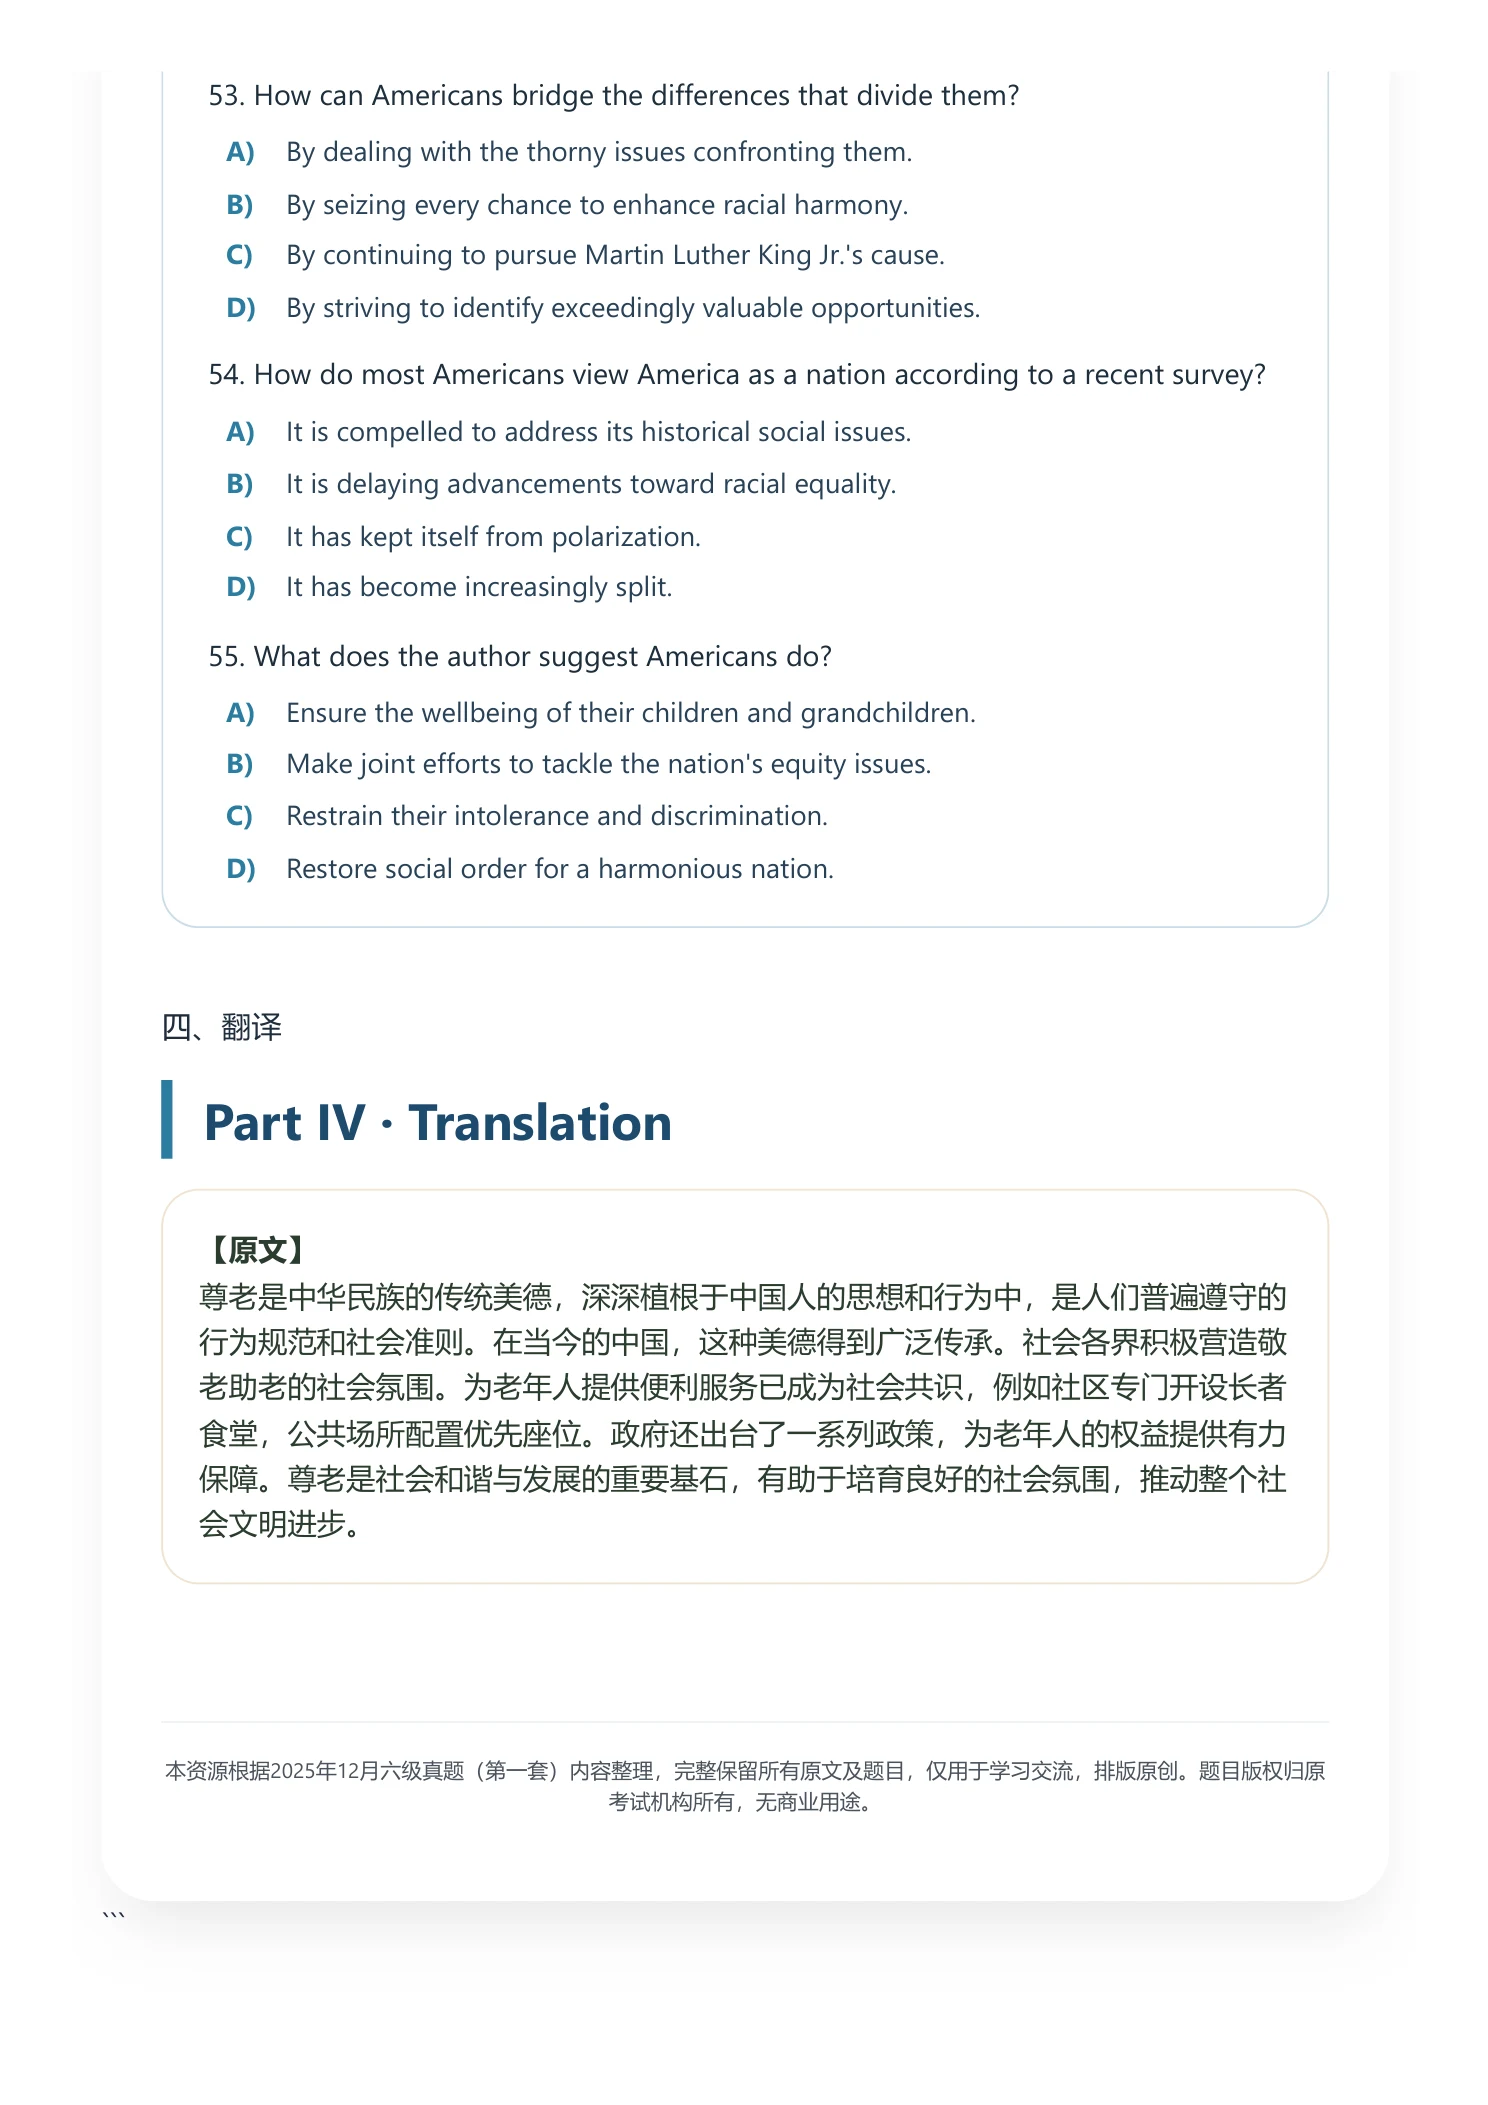 53. How can Americans bridge the differences that divide them?
A) By dealing with the thorny issues confronting them.
B) By seizing every chance to enhance racial harmony.
C) By continuing to pursue Martin Luther King Jr.'s cause.
D) By striving to identify exceedingly valuable opportunities.
54. How do most Americans view America as a nation according to a recent survey?
A) It is compelled to address its historical social issues.
B) It is delaying advancements toward racial equality.
C) It has kept itself from polarization.
D) It has become increasingly split.
55. What does the author suggest Americans do?
A) Ensure the wellbeing of their children and grandchildren.
B) Make joint efforts to tackle the nation's equity issues.
C) Restrain their intolerance and discrimination.
D) Restore social order for a harmonious nation.
四、翻译
Part IV · Translation
【原文】
尊老是中华民族的传统美德，深深植根于中国人的思想和行为中，是人们普遍遵守的
行为规范和社会准则。在当今的中国，这种美德得到广泛传承。社会各界积极营造敬
老助老的社会氛围。为老年人提供便利服务已成为社会共识，例如社区专门开设长者
食堂，公共场所配置优先座位。政府还出台了一系列政策，为老年人的权益提供有力
保障。尊老是社会和谐与发展的重要基石，有助于培育良好的社会氛围，推动整个社
会文明进步。
本资源根据2025年12月六级真题（第一套）内容整理，完整保留所有原文及题目，仅用于学习交流，排版原创。题目版权归原
考试机构所有，无商业用途。
```